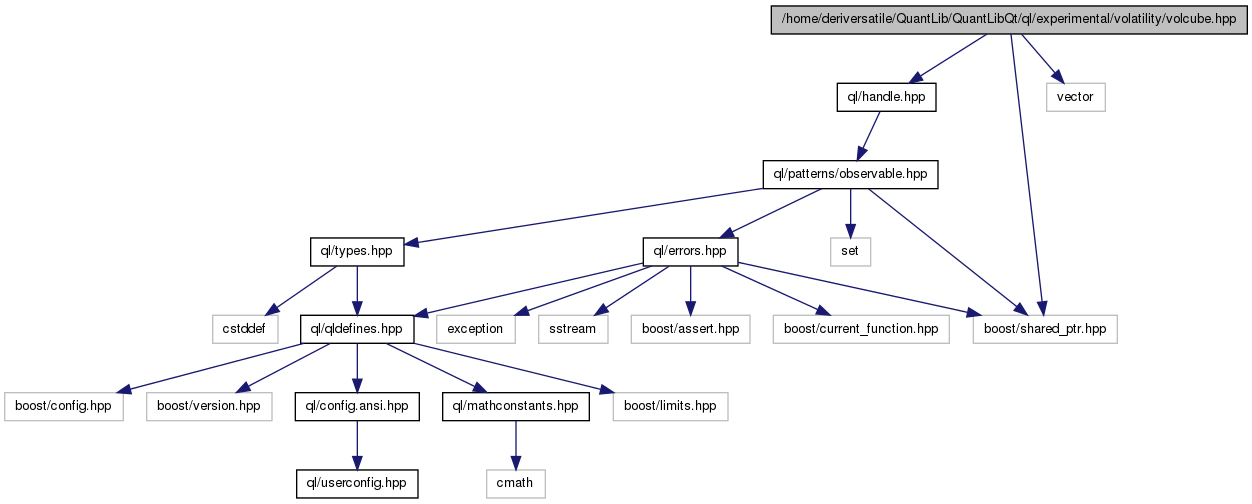 /home/deriversatile/QuantLib/QuantLibQt/ql/experimental/volatility/volcube.hpp
ql/handle.hpp
vector
ql/patterns/observable.hpp
ql/types.hpp
ql/errors.hpp
set
cstddef
ql/qldefines.hpp
exception
sstream
boost/assert.hpp
boost/current_function.hpp
boost/shared_ptr.hpp
boost/config.hpp
boost/version.hpp
ql/config.ansi.hpp
ql/mathconstants.hpp
boost/limits.hpp
ql/userconfig.hpp
cmath